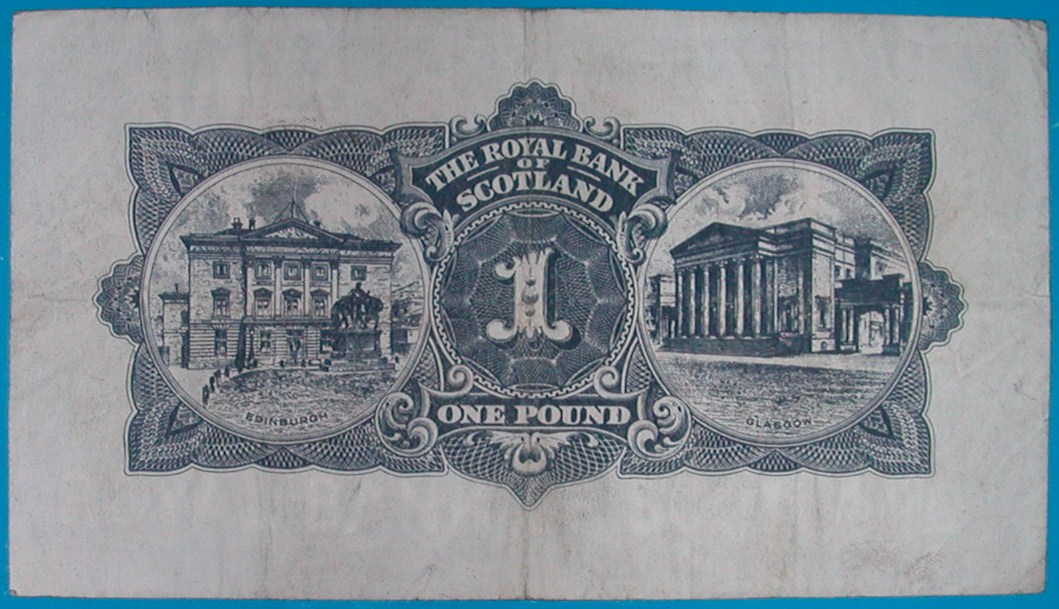 THE ROYAL BANK
OF
SCOTLAND
1
ONE POUND
EDINBURGH
GLASGOW